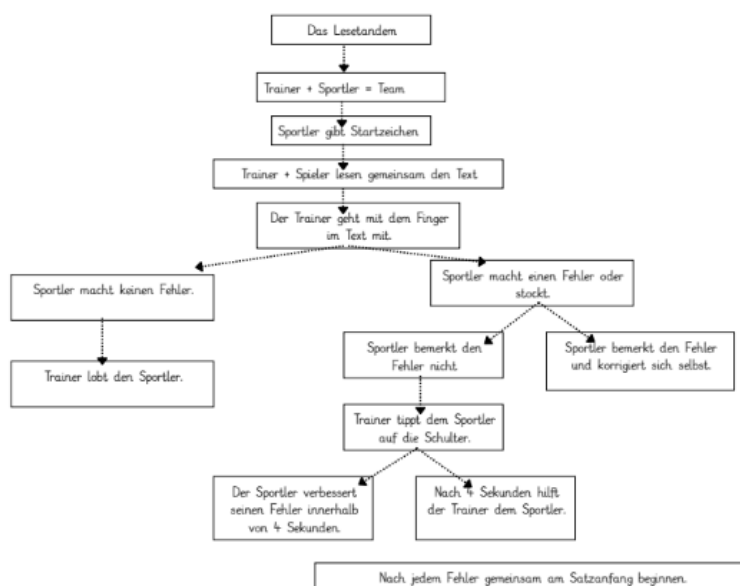 Das Lesetandem
Trainer + Sportler = Team
Sportler gibt Startzeichen
Trainer + Spieler lesen gemeinsam den Text
Der Trainer geht mit dem Finger
im Text mit.
Sportler macht keinen Fehler.
Sportler macht einen Fehler oder
stockt.
Trainer lobt den Sportler.
Sportler bemerkt den
Fehler nicht
Sportler bemerkt den Fehler
und korrigiert sich selbst.
Trainer tippt dem Sportler
auf die Schulter.
Der Sportler verbessert
seinen Fehler innerhalb
von 4 Sekunden.
Nach 4 Sekunden hilft
der Trainer dem Sportler.
Nach jedem Fehler gemeinsam am Satzanfang beginnen.